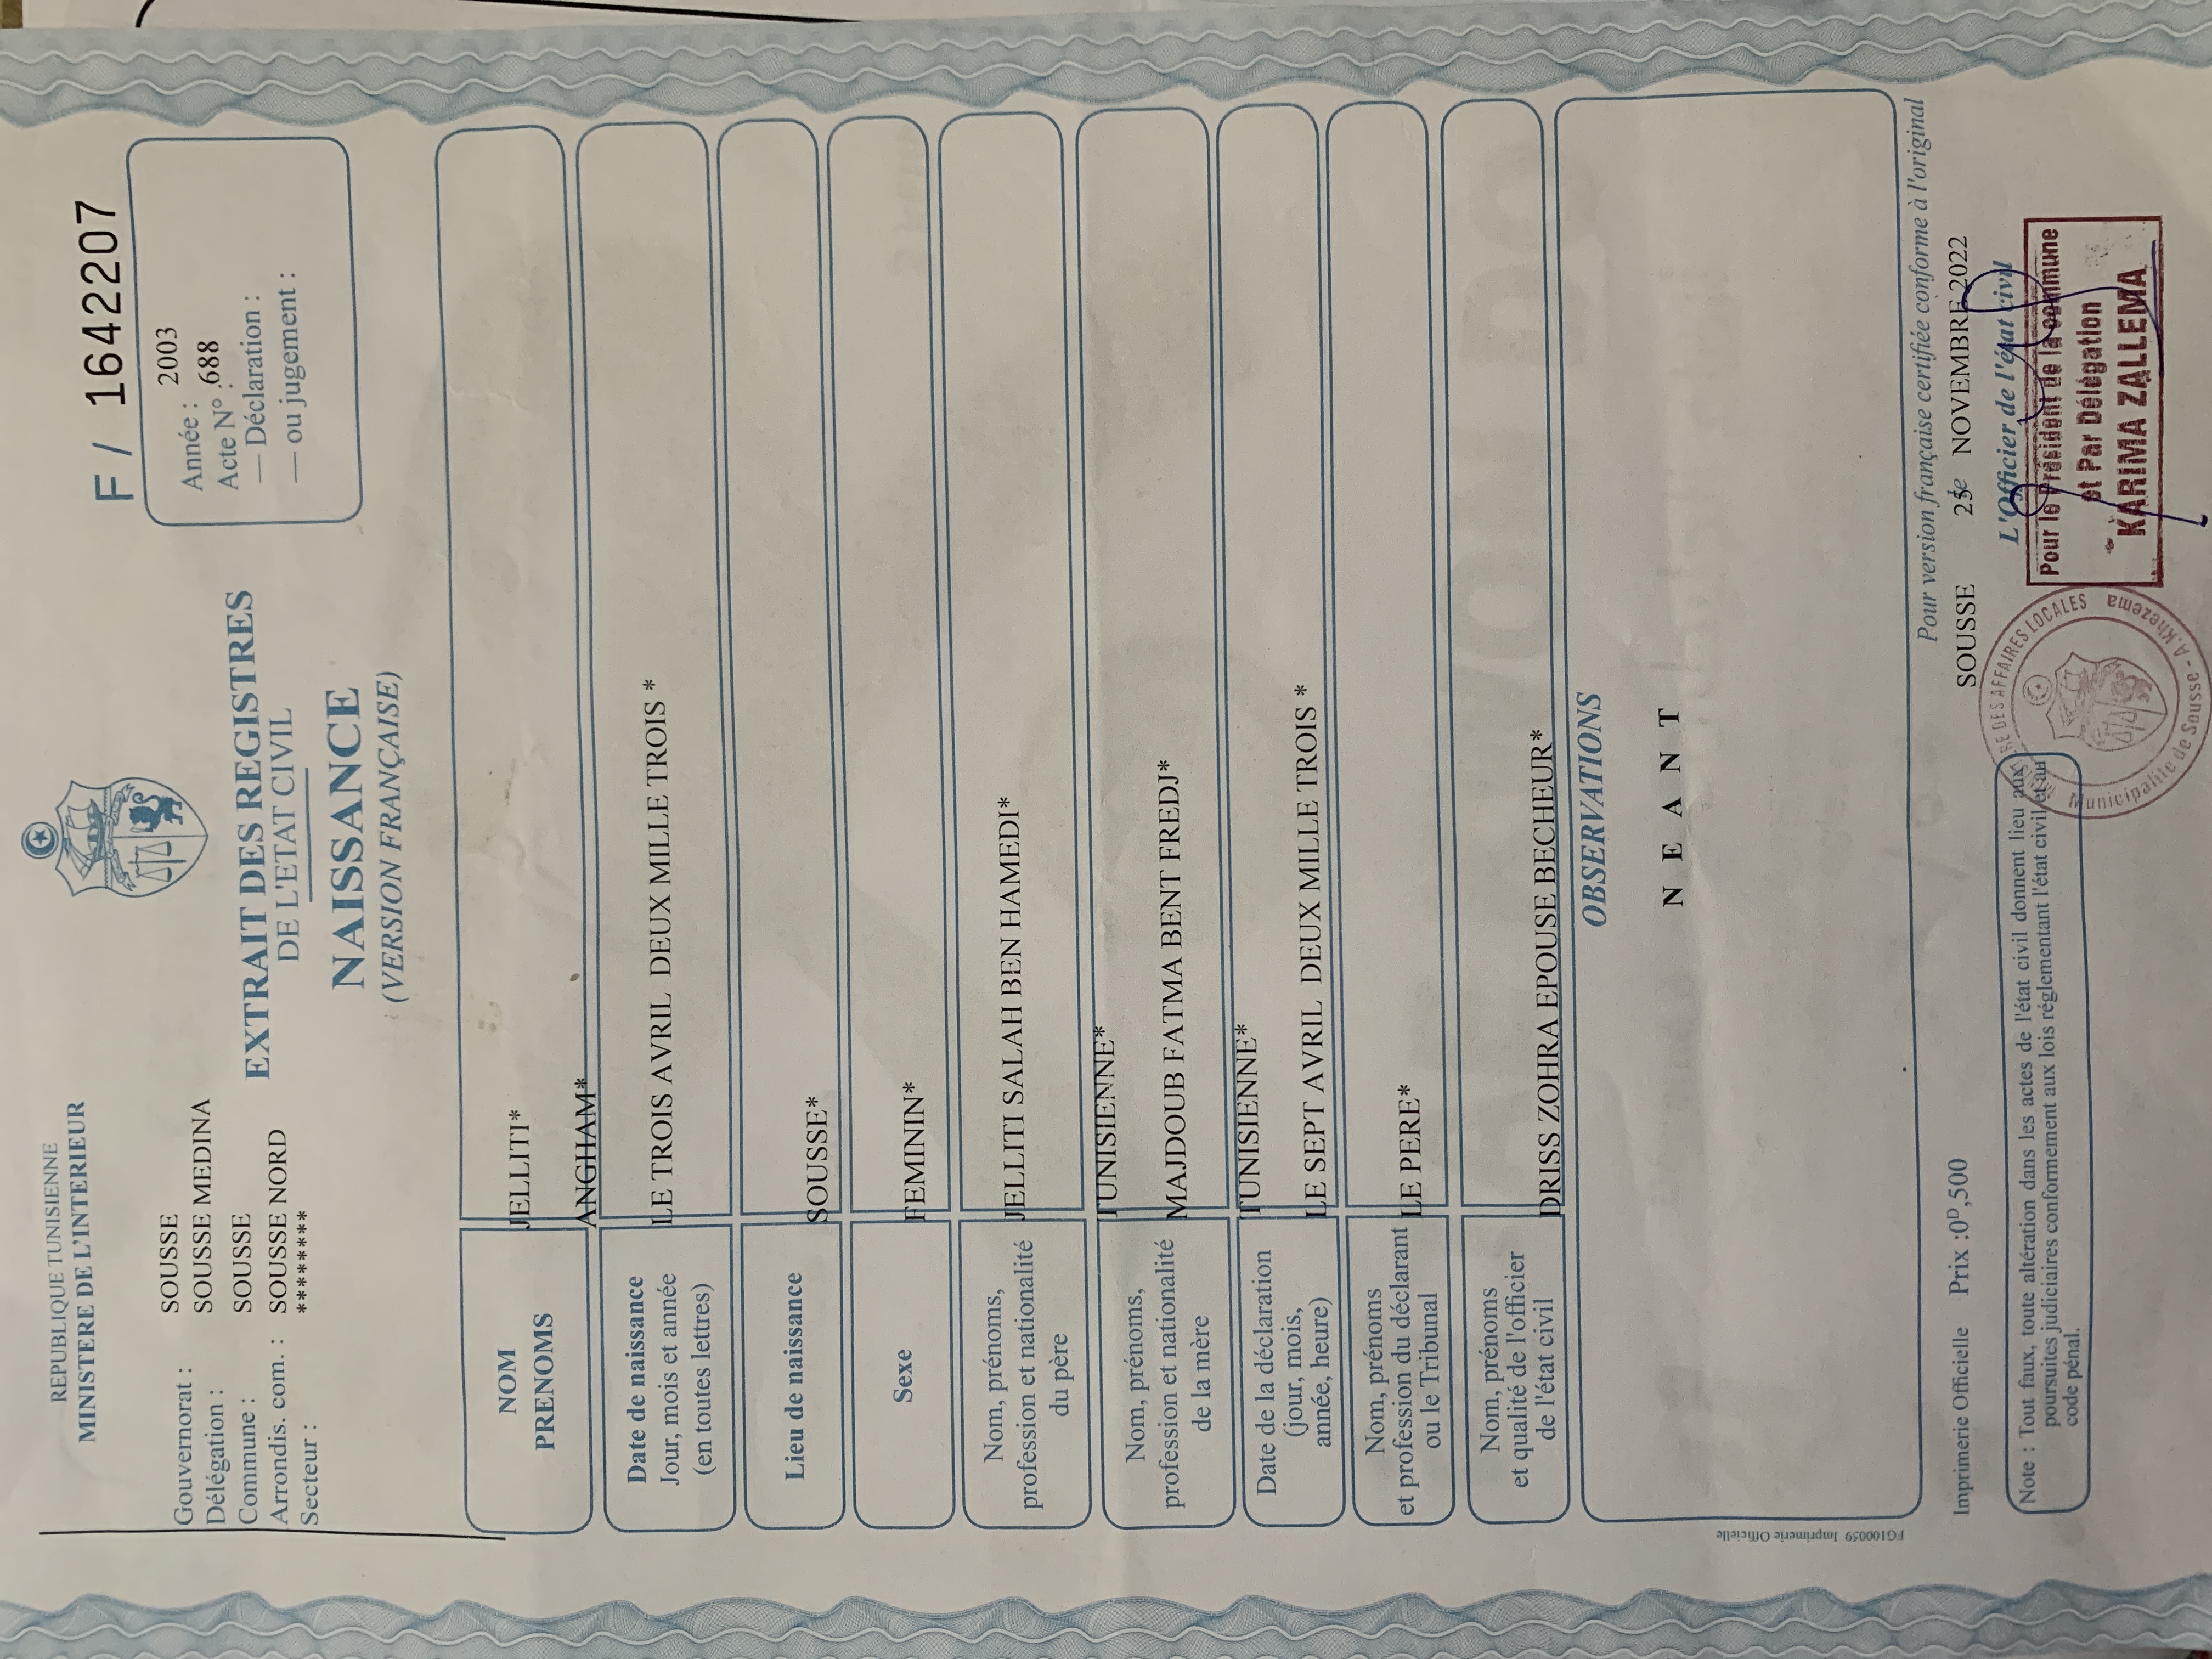 REPUBLIQUE TUNISIENNE
MINISTERE DE L'INTERIEUR
F / 1642207
Gouvernorat : SOUSSE
Délégation : SOUSSE MEDINA
Commune : SOUSSE
Arrondis. com. : SOUSSE NORD
Secteur : ********
Année : 2003
Acte N° : 688
— Déclaration :
— ou jugement :
EXTRAIT DES REGISTRES
DE L'ETAT CIVIL
NAISSANCE
(VERSION FRANÇAISE)
NOM JELLITI*
PRENOMS ANGHAM*
Date de naissance
Jour, mois et année
(en toutes lettres)
LE TROIS AVRIL DEUX MILLE TROIS *
Lieu de naissance
SOUSSE*
Sexe
FEMININ*
Nom, prénoms,
profession et nationalité
du père
JELLITI SALAH BEN HAMEDI*
TUNISIENNE*
Nom, prénoms,
profession et nationalité
de la mère
MAJDOUB FATMA BENT FREDJ*
TUNISIENNE*
Date de la déclaration
(jour, mois,
année, heure)
LE SEPT AVRIL DEUX MILLE TROIS *
Nom, prénoms
et profession du déclarant
ou le Tribunal
LE PERE*
Nom, prénoms
et qualité de l'officier
de l'état civil
DRISS ZOHRA EPOUSE BECHEUR*
OBSERVATIONS
N E A N T
FG100059 Imprimerie Officielle
Pour version française certifiée conforme à l'original
Imprimerie Officielle Prix :0ᴰ,500
SOUSSE NOVEMBRE 2022
L'Officier de l'état civil
Pour le Président de la commune
et Par Délégation
KARIMA ZALLEMA
DES AFFAIRES LOCALES
Municipalite de Sousse - A.Khezema
Note : Tout faux, toute altération dans les actes de l'état civil donnent lieu aux
poursuites judiciaires conformement aux lois réglementant l'état civil et au
code pénal.